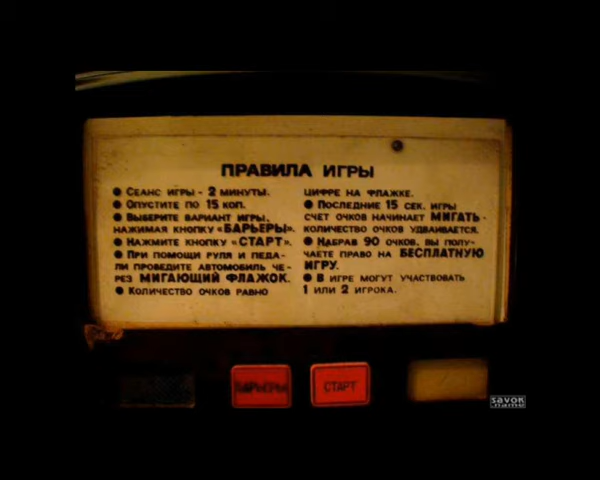 ПРАВИЛА ИГРЫ
● СЕАНС ИГРЫ - 2 МИНУТЫ.
● ОПУСТИТЕ ПО 15 КОП.
● ВЫБЕРИТЕ ВАРИАНТ ИГРЫ,
НАЖИМАЯ КНОПКУ «БАРЬЕРЫ».
● НАЖМИТЕ КНОПКУ «СТАРТ».
● ПРИ ПОМОЩИ РУЛЯ И ПЕДА-
ЛИ ПРОВЕДИТЕ АВТОМОБИЛЬ ЧЕ-
РЕЗ МИГАЮЩИЙ ФЛАЖОК.
● КОЛИЧЕСТВО ОЧКОВ РАВНО
ЦИФРЕ НА ФЛАЖКЕ.
● ПОСЛЕДНИЕ 15 СЕК. ИГРЫ
СЧЕТ ОЧКОВ НАЧИНАЕТ МИГАТЬ -
КОЛИЧЕСТВО ОЧКОВ УДВАИВАЕТСЯ.
● НАБРАВ 90 ОЧКОВ, ВЫ ПОЛУ-
ЧАЕТЕ ПРАВО НА БЕСПЛАТНУЮ
ИГРУ.
● В ИГРЕ МОГУТ УЧАСТВОВАТЬ
1 ИЛИ 2 ИГРОКА.
БАРЬЕРЫ
СТАРТ
savok
.name